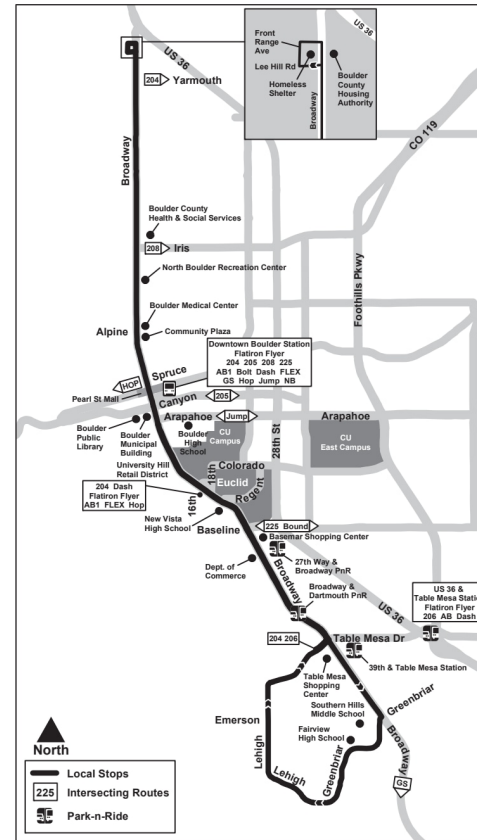 US 36
Front
Range
Ave
Lee Hill Rd
Homeless
Shelter
Broadway
US 36
Boulder
County
Housing
Authority
204
Yarmouth
Broadway
CO 119
Foothills Pkwy
Boulder County
Health & Social Services
208
Iris
North Boulder Recreation Center
Boulder Medical Center
Alpine
Community Plaza
Downtown Boulder Station
Flatiron Flyer
204 205 208 225
AB1 Bolt Dash FLEX
GS Hop Jump NB
HOP
Spruce
Pearl St Mall
Canyon
205
Arapahoe
Jump
Arapahoe
Boulder
Public
Library
Boulder
Municipal
Building
Boulder
High
School
CU
Campus
28th St
CU
East Campus
University Hill
Retail District
18th
Colorado
Euclid
Regent
204 Dash
Flatiron Flyer
AB1 FLEX Hop
16th
New Vista
High School
Baseline
225 Bound
Basemar Shopping Center
27th Way &
Broadway PnR
Dept. of
Commerce
Broadway
Broadway &
Dartmouth PnR
US 36
US 36 &
Table Mesa Station
Flatiron Flyer
206 AB Dash
204 206
Table Mesa Dr
39th & Table Mesa Station
Table Mesa
Shopping
Center
Southern Hills
Middle School
Greenbriar
Emerson
Fairview
High School
Lehigh
Broadway
Greenbriar
Lehigh
GS
North
Local Stops
225
Intersecting Routes
Park-n-Ride